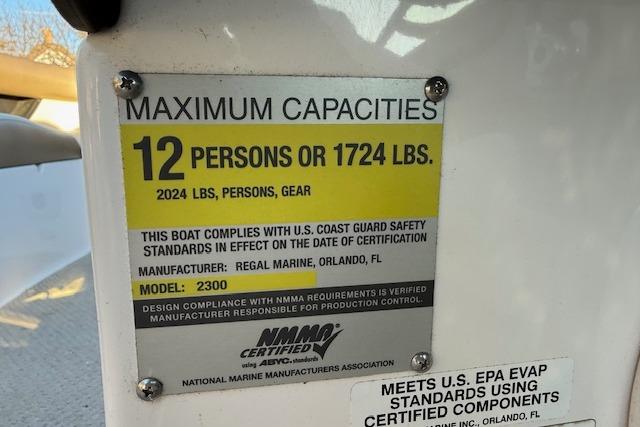 MAXIMUM CAPACITIES
12 PERSONS OR 1724 LBS.
2024 LBS, PERSONS, GEAR
THIS BOAT COMPLIES WITH U.S. COAST GUARD SAFETY
STANDARDS IN EFFECT ON THE DATE OF CERTIFICATION
MANUFACTURER: REGAL MARINE, ORLANDO, FL
MODEL: 2300
DESIGN COMPLIANCE WITH NMMA REQUIREMENTS IS VERIFIED
MANUFACTURER RESPONSIBLE FOR PRODUCTION CONTROL.
NMMA®
CERTIFIED
using ABYC. standards
NATIONAL MARINE MANUFACTURERS ASSOCIATION
MEETS U.S. EPA EVAP
STANDARDS USING
CERTIFIED COMPONENTS
INC., ORLANDO, FL